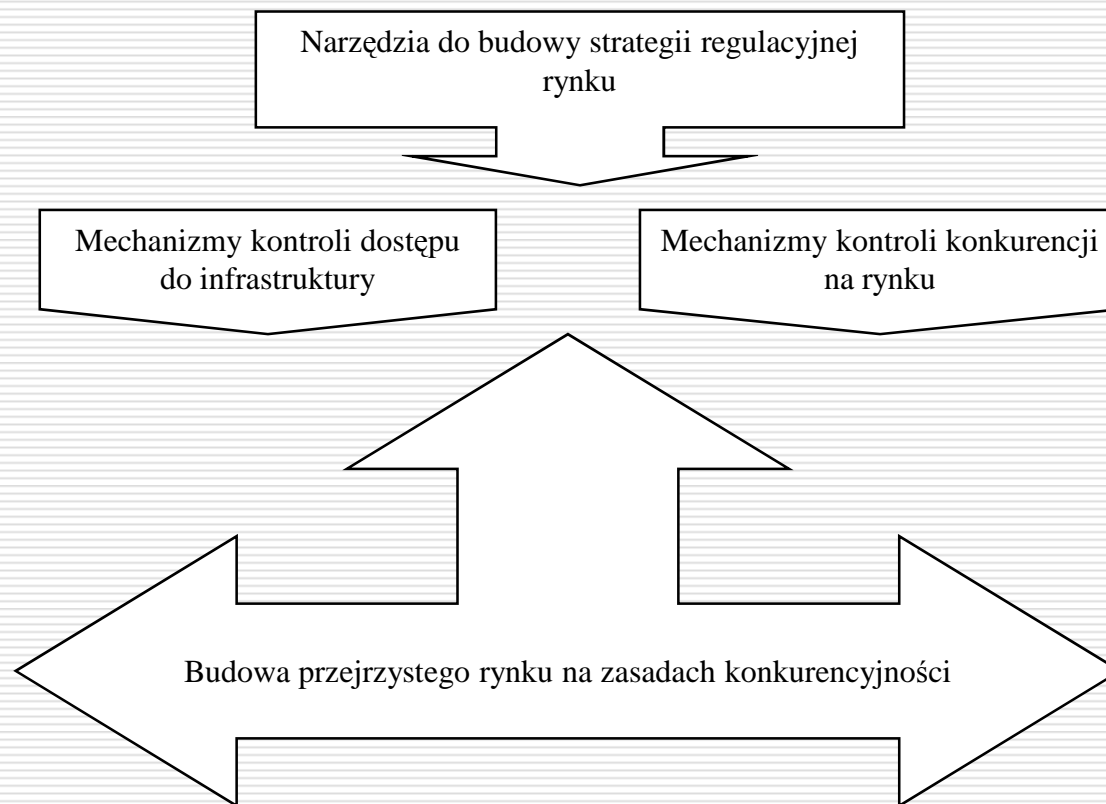 Narzędzia do budowy strategii regulacyjnej
rynku
Mechanizmy kontroli dostępu
do infrastruktury
Mechanizmy kontroli konkurencji
na rynku
Budowa przejrzystego rynku na zasadach konkurencyjności